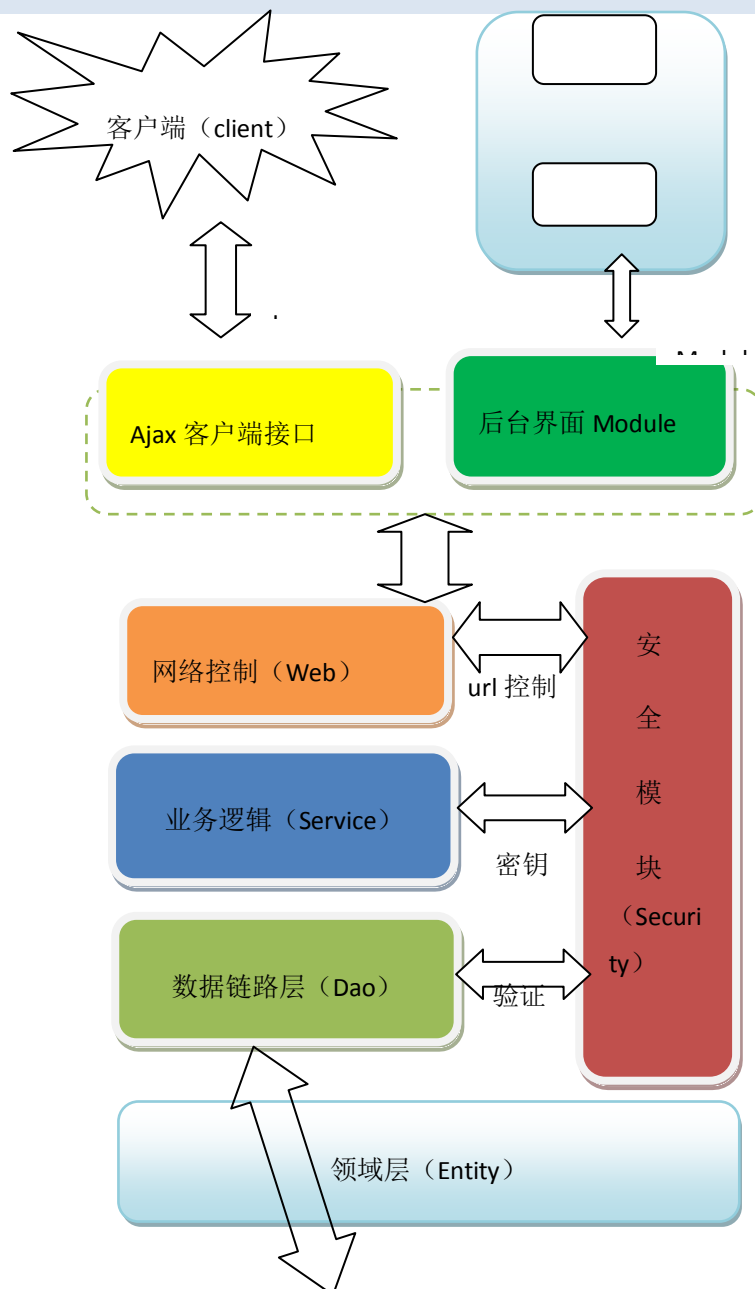 客户端（client）
Ajax 客户端接口
后台界面 Module
网络控制（Web）
url 控制
业务逻辑（Service）
密钥
数据链路层（Dao）
验证
安
全
模
块
（Securi
ty）
领域层（Entity）